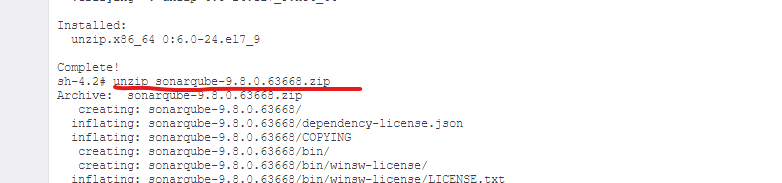 Installed:
unzip.x86_64 0:6.0-24.el7_9
Complete!
sh-4.2# unzip sonarqube-9.8.0.63668.zip
Archive:  sonarqube-9.8.0.63668.zip
creating: sonarqube-9.8.0.63668/
inflating: sonarqube-9.8.0.63668/dependency-license.json
inflating: sonarqube-9.8.0.63668/COPYING
creating: sonarqube-9.8.0.63668/bin/
creating: sonarqube-9.8.0.63668/bin/winsw-license/
inflating: sonarqube-9.8.0.63668/bin/winsw-license/LICENSE.txt